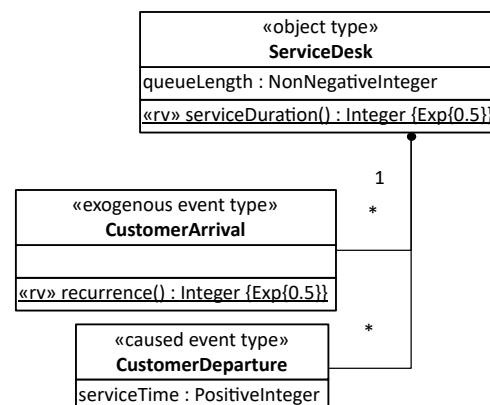 «object type»
ServiceDesk
queueLength : NonNegativeInteger
«rv» serviceDuration() : Integer {Exp{0.5}}
1
*
«exogenous event type»
CustomerArrival
«rv» recurrence() : Integer {Exp{0.5}}
*
«caused event type»
CustomerDeparture
serviceTime : PositiveInteger